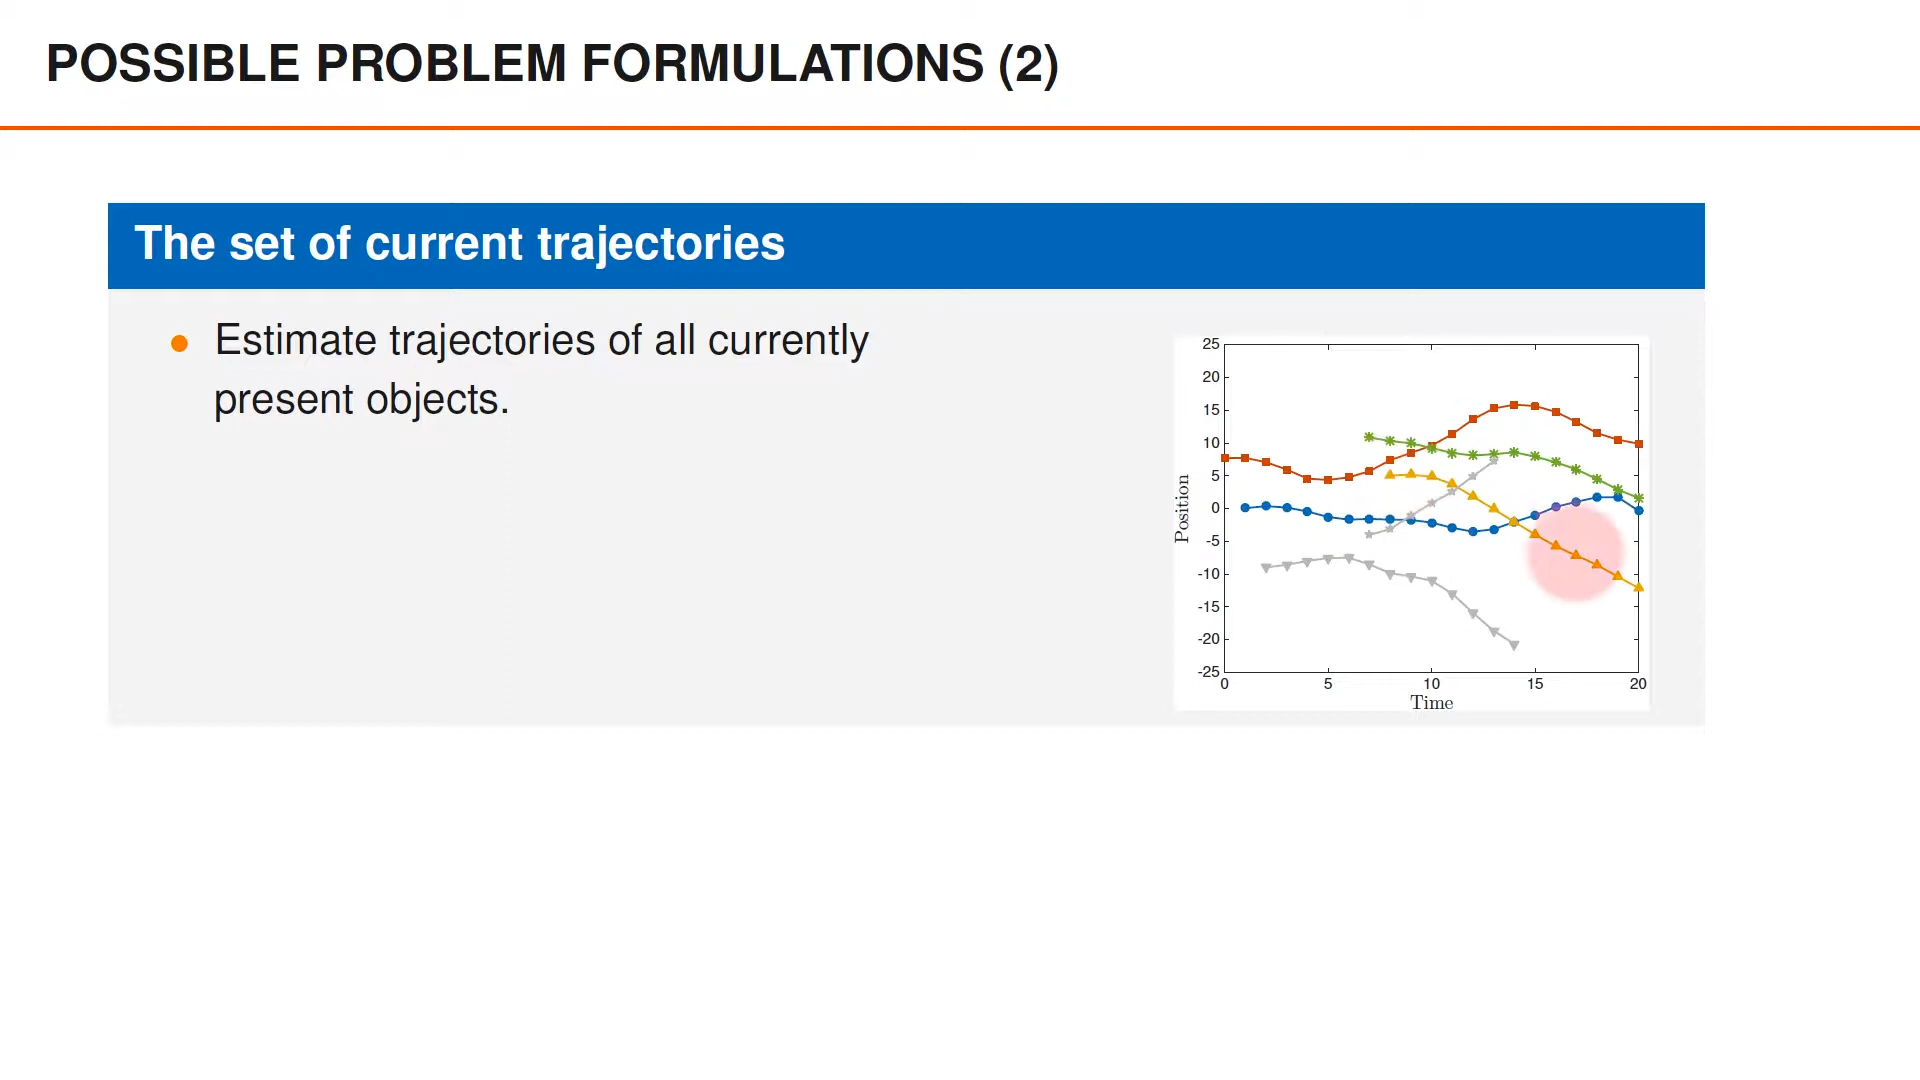 POSSIBLE PROBLEM FORMULATIONS (2)
The set of current trajectories
Estimate trajectories of all currently
present objects.
25
20
15
10
5
0
-5
-10
-15
-20
-25
Position
0 5 10 15 20
Time